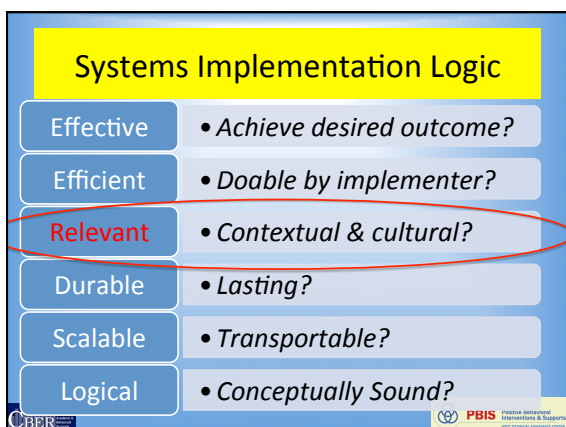 Systems Implementation Logic
Effective
• Achieve desired outcome?
Efficient
• Doable by implementer?
Relevant
• Contextual & cultural?
Durable
• Lasting?
Scalable
• Transportable?
Logical
• Conceptually Sound?
CBER
PBIS Positive Behavioral
Interventions & Supports